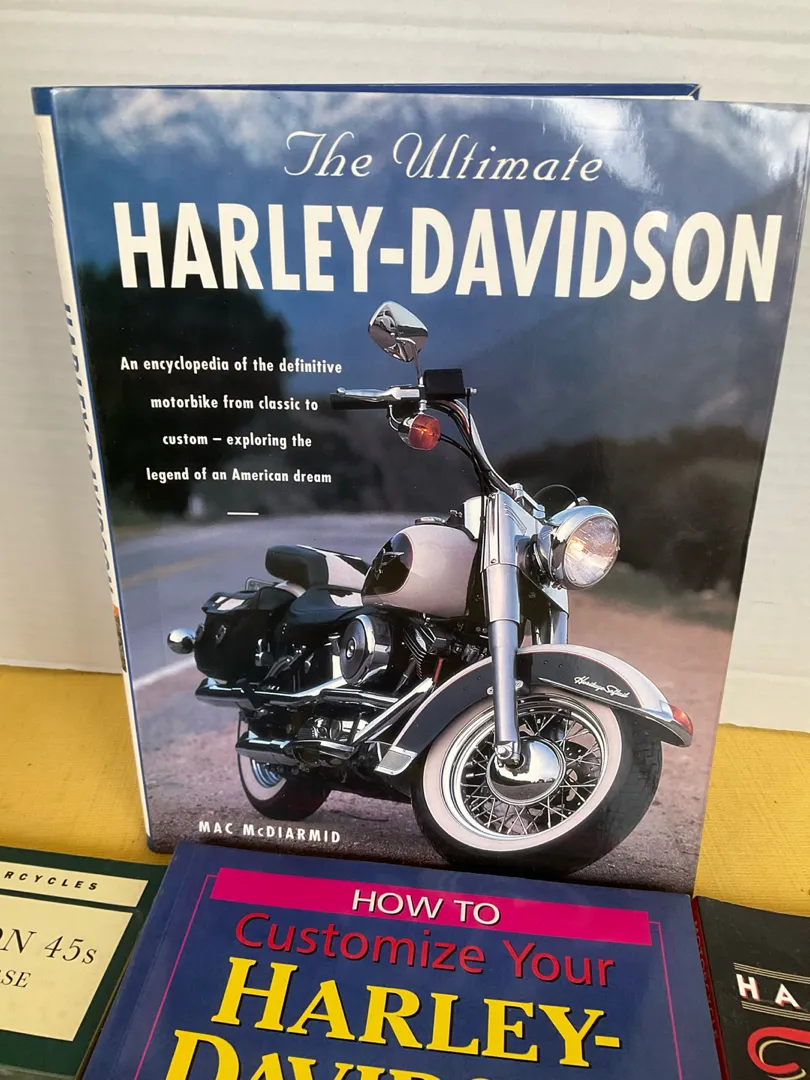 The Ultimate
HARLEY-DAVIDSON
An encyclopedia of the definitive
motorbike from classic to
custom – exploring the
legend of an American dream
Heritage Softail
MAC McDIARMID
RCYCLES
ON 45s
SE
HOW TO
Customize Your
HARLEY-
HA